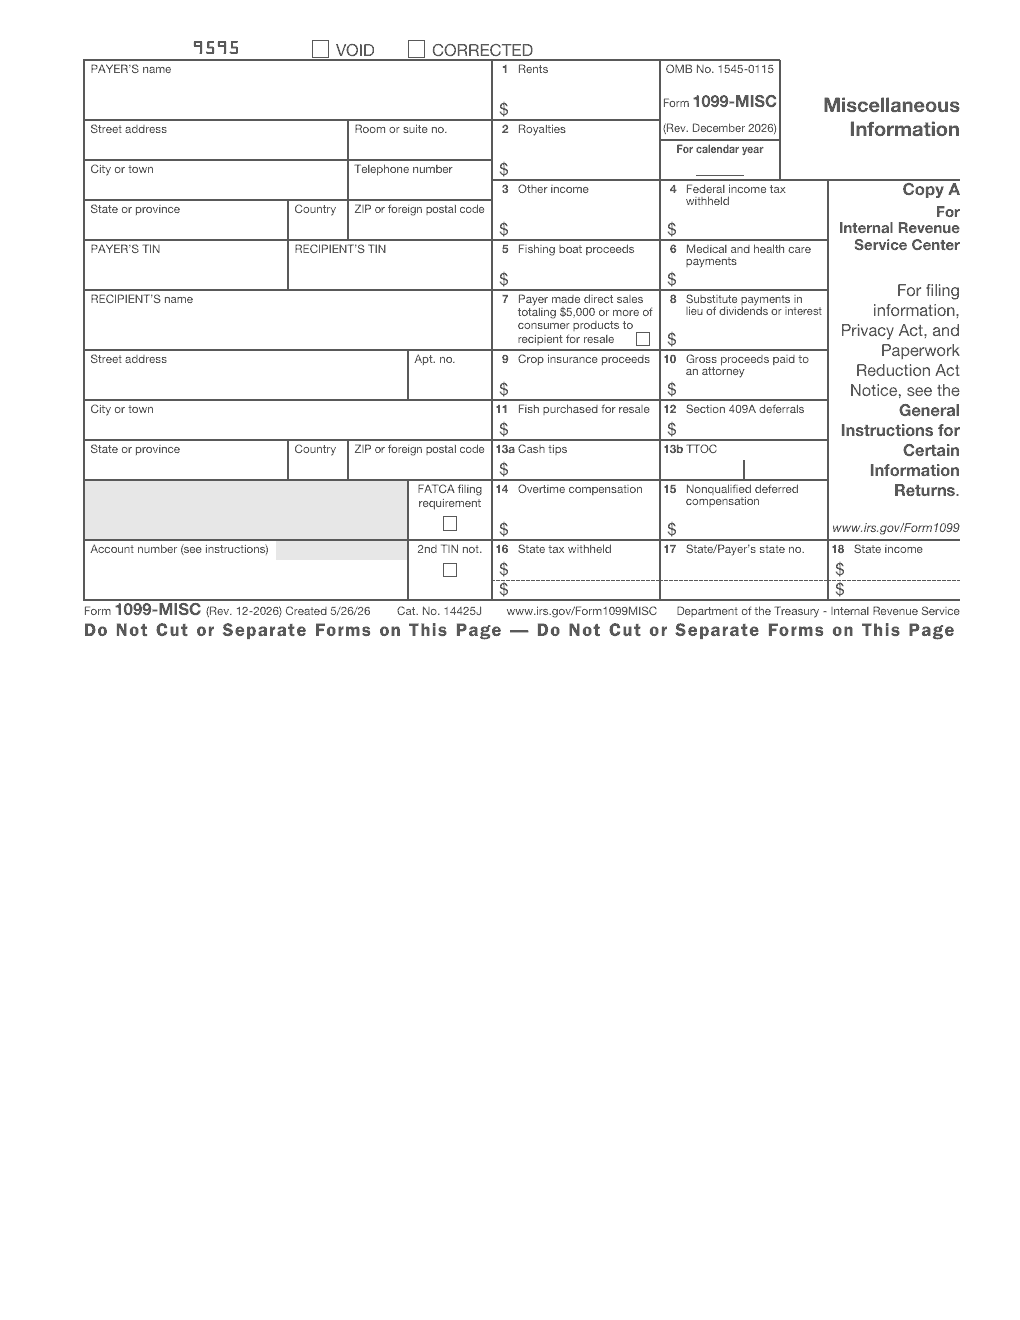 9595 VOID CORRECTED
PAYER'S name
Street address Room or suite no.
City or town Telephone number
State or province Country ZIP or foreign postal code
PAYER'S TIN RECIPIENT'S TIN
RECIPIENT'S name
Street address Apt. no.
City or town
State or province Country ZIP or foreign postal code
FATCA filing
requirement
Account number (see instructions) 2nd TIN not.
1 Rents
$
2 Royalties
$
OMB No. 1545-0115
Form 1099-MISC
(Rev. December 2026)
For calendar year
Miscellaneous
Information
3 Other income
$
4 Federal income tax
withheld
$
5 Fishing boat proceeds
$
6 Medical and health care
payments
$
7 Payer made direct sales
totaling $5,000 or more of
consumer products to
recipient for resale
8 Substitute payments in
lieu of dividends or interest
$
9 Crop insurance proceeds
$
10 Gross proceeds paid to
an attorney
$
11 Fish purchased for resale
$
12 Section 409A deferrals
$
13a Cash tips
$
13b TTOC
14 Overtime compensation
$
15 Nonqualified deferred
compensation
$
16 State tax withheld
$
$
17 State/Payer's state no.
18 State income
$
$
Copy A
For
Internal Revenue
Service Center
For filing
information,
Privacy Act, and
Paperwork
Reduction Act
Notice, see the
General
Instructions for
Certain
Information
Returns.
www.irs.gov/Form1099
Form 1099-MISC (Rev. 12-2026) Created 5/26/26 Cat. No. 14425J www.irs.gov/Form1099MISC Department of the Treasury - Internal Revenue Service
Do Not Cut or Separate Forms on This Page — Do Not Cut or Separate Forms on This Page